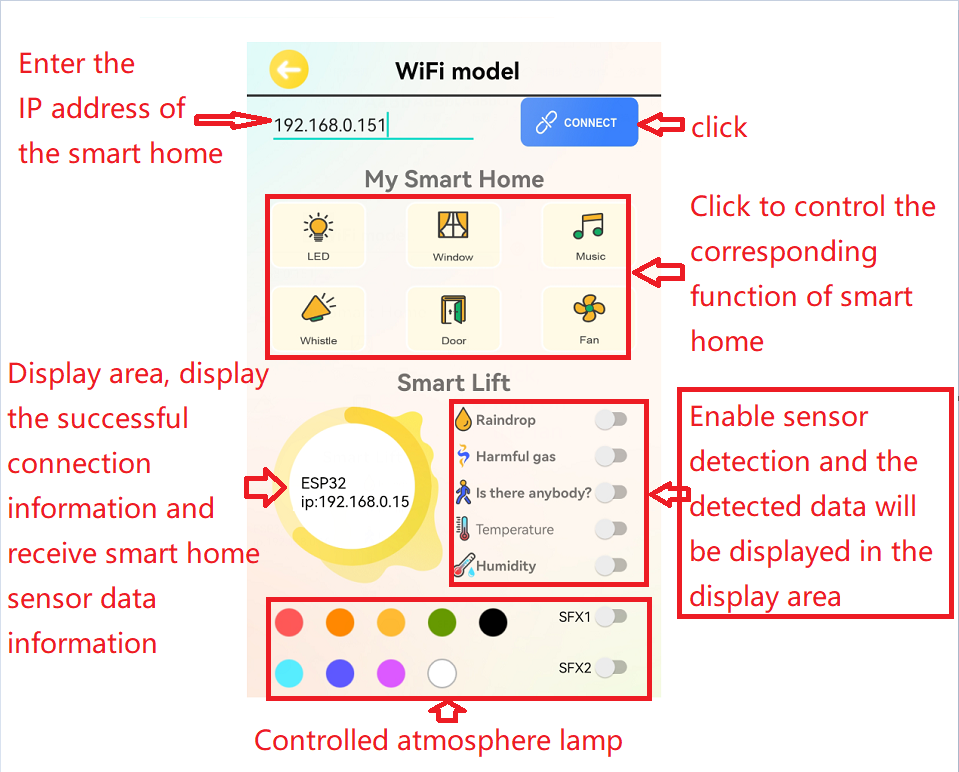 Enter the
IP address of
the smart home
WiFi model
192.168.0.151
CONNECT
click
My Smart Home
LED
Window
Music
Whistle
Door
Fan
Click to control the
corresponding
function of smart
home
Display area, display
the successful
connection
information and
receive smart home
sensor data
information
Smart Lift
ESP32
ip:192.168.0.15
Raindrop
Harmful gas
Is there anybody?
Temperature
Humidity
Enable sensor
detection and the
detected data will
be displayed in the
display area
SFX1
SFX2
Controlled atmosphere lamp